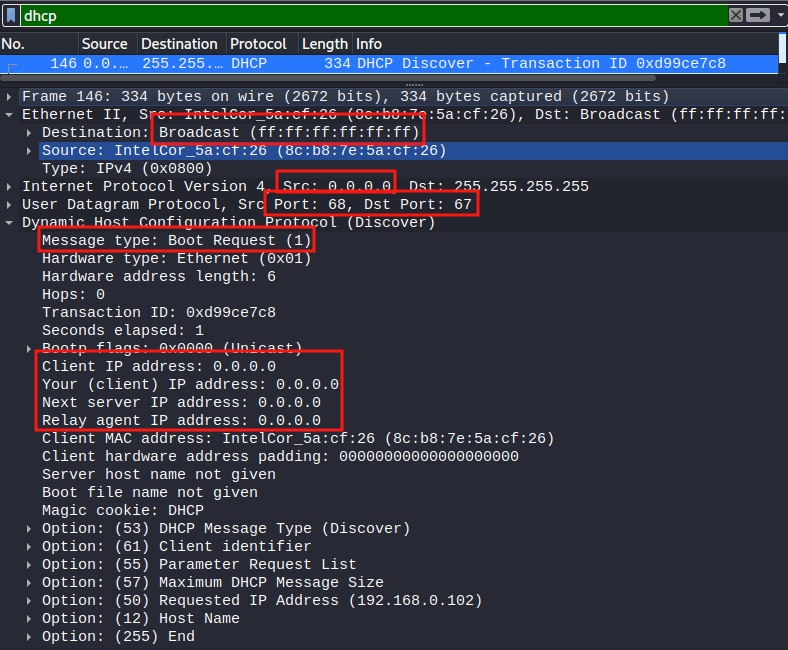 dhcp
No. Source Destination Protocol Length Info
146 0.0.… 255.255.… DHCP 334 DHCP Discover - Transaction ID 0xd99ce7c8
Frame 146: 334 bytes on wire (2672 bits), 334 bytes captured (2672 bits)
Ethernet II, Src: IntelCor_5a:cf:26 (8c:b8:7e:5a:cf:26), Dst: Broadcast (ff:ff:ff:ff:
Destination: Broadcast (ff:ff:ff:ff:ff:ff)
Source: IntelCor_5a:cf:26 (8c:b8:7e:5a:cf:26)
Type: IPv4 (0x0800)
Internet Protocol Version 4, Src: 0.0.0.0, Dst: 255.255.255.255
User Datagram Protocol, Src Port: 68, Dst Port: 67
Dynamic Host Configuration Protocol (Discover)
Message type: Boot Request (1)
Hardware type: Ethernet (0x01)
Hardware address length: 6
Hops: 0
Transaction ID: 0xd99ce7c8
Seconds elapsed: 1
Bootp flags: 0x0000 (Unicast)
Client IP address: 0.0.0.0
Your (client) IP address: 0.0.0.0
Next server IP address: 0.0.0.0
Relay agent IP address: 0.0.0.0
Client MAC address: IntelCor_5a:cf:26 (8c:b8:7e:5a:cf:26)
Client hardware address padding: 00000000000000000000
Server host name not given
Boot file name not given
Magic cookie: DHCP
Option: (53) DHCP Message Type (Discover)
Option: (61) Client identifier
Option: (55) Parameter Request List
Option: (57) Maximum DHCP Message Size
Option: (50) Requested IP Address (192.168.0.102)
Option: (12) Host Name
Option: (255) End